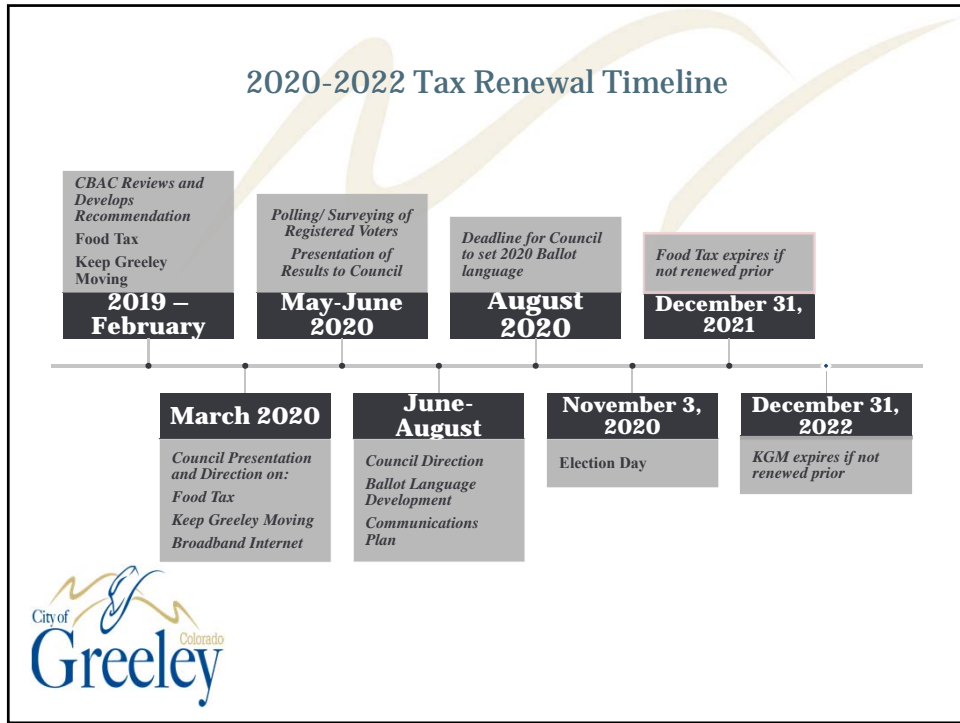 2020-2022 Tax Renewal Timeline
CBAC Reviews and
Develops
Recommendation
Food Tax
Keep Greeley
Moving
2019 –
February
Polling/ Surveying of
Registered Voters
Presentation of
Results to Council
May-June
2020
Deadline for Council
to set 2020 Ballot
language
August
2020
Food Tax expires if
not renewed prior
December 31,
2021
March 2020
Council Presentation
and Direction on:
Food Tax
Keep Greeley Moving
Broadband Internet
June-
August
Council Direction
Ballot Language
Development
Communications
Plan
November 3,
2020
Election Day
December 31,
2022
KGM expires if not
renewed prior
City of
Greeley
Colorado